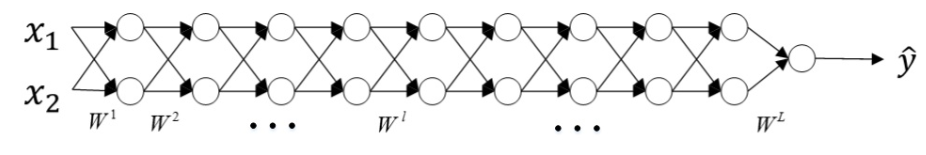 x₁
x₂
ŷ
W¹ W² ... Wˡ ... Wᴸ